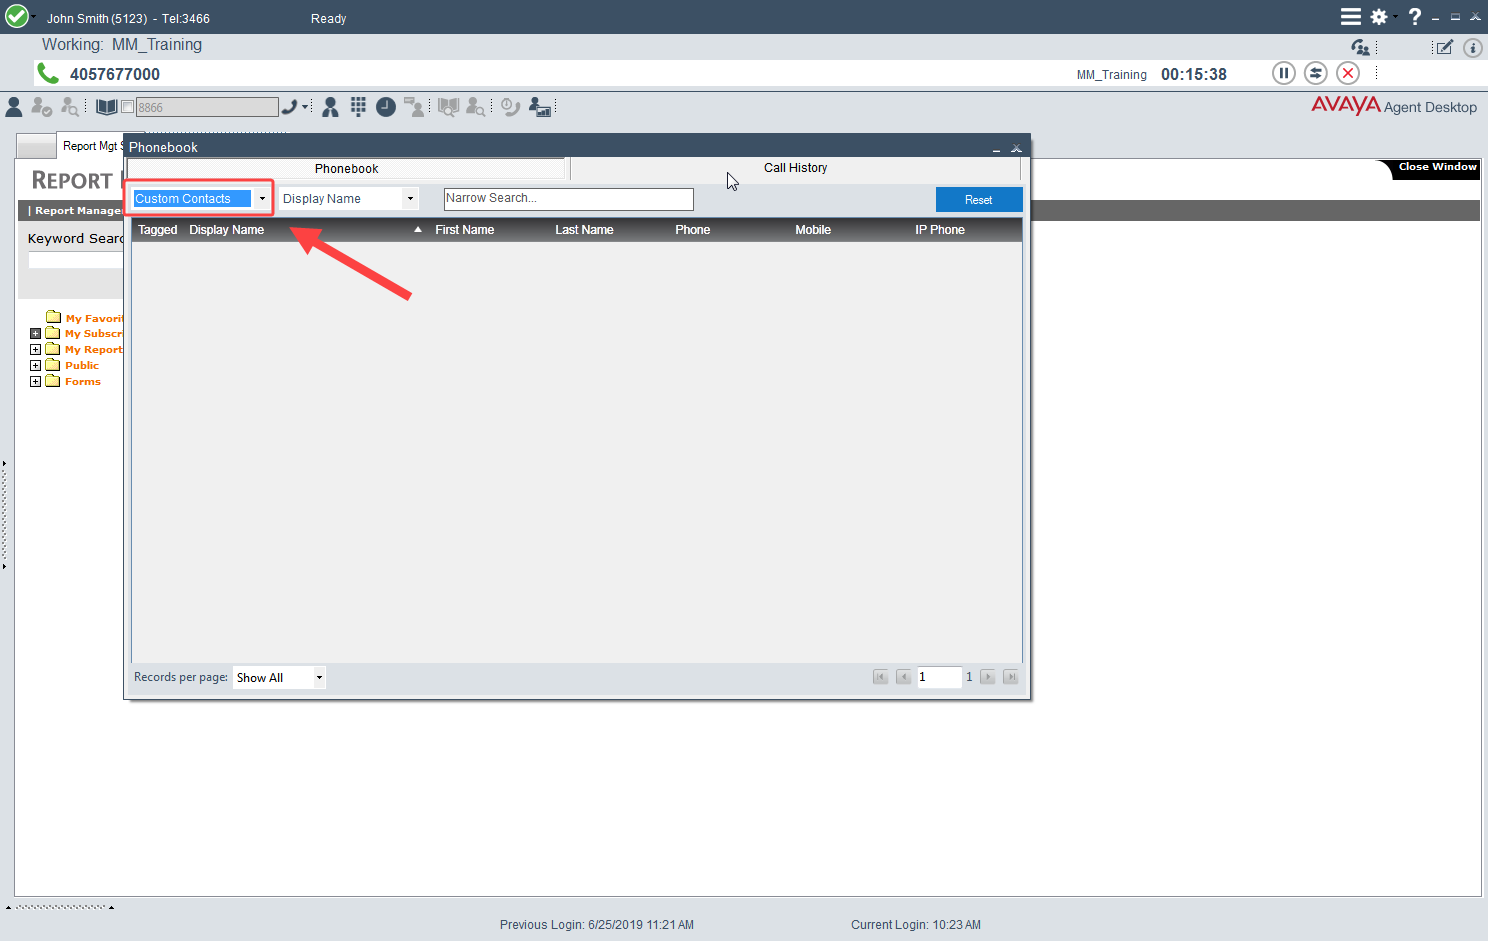 John Smith (5123) - Tel:3466 Ready
Working: MM_Training
4057677000 MM_Training 00:15:38
8866
AVAYA Agent Desktop
Report Mgt S
Phonebook
Phonebook Call History
Close Window
REPORT
Custom Contacts Display Name Narrow Search... Reset
| Report Manage
Tagged Display Name First Name Last Name Phone Mobile IP Phone
Keyword Sear
My Favorit
My Subscri
My Report
Public
Forms
Records per page: Show All 1 1
Previous Login: 6/25/2019 11:21 AM Current Login: 10:23 AM